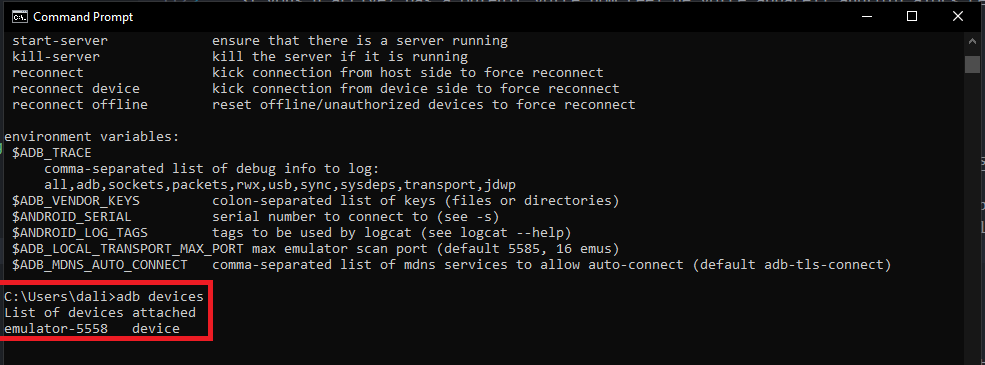 Command Prompt
start-server ensure that there is a server running
kill-server kill the server if it is running
reconnect kick connection from host side to force reconnect
reconnect device kick connection from device side to force reconnect
reconnect offline reset offline/unauthorized devices to force reconnect
environment variables:
$ADB_TRACE
comma-separated list of debug info to log:
all,adb,sockets,packets,rwx,usb,sync,sysdeps,transport,jdwp
$ADB_VENDOR_KEYS colon-separated list of keys (files or directories)
$ANDROID_SERIAL serial number to connect to (see -s)
$ANDROID_LOG_TAGS tags to be used by logcat (see logcat --help)
$ADB_LOCAL_TRANSPORT_MAX_PORT max emulator scan port (default 5585, 16 emus)
$ADB_MDNS_AUTO_CONNECT comma-separated list of mdns services to allow auto-connect (default adb-tls-connect)
C:\Users\dali>adb devices
List of devices attached
emulator-5558 device